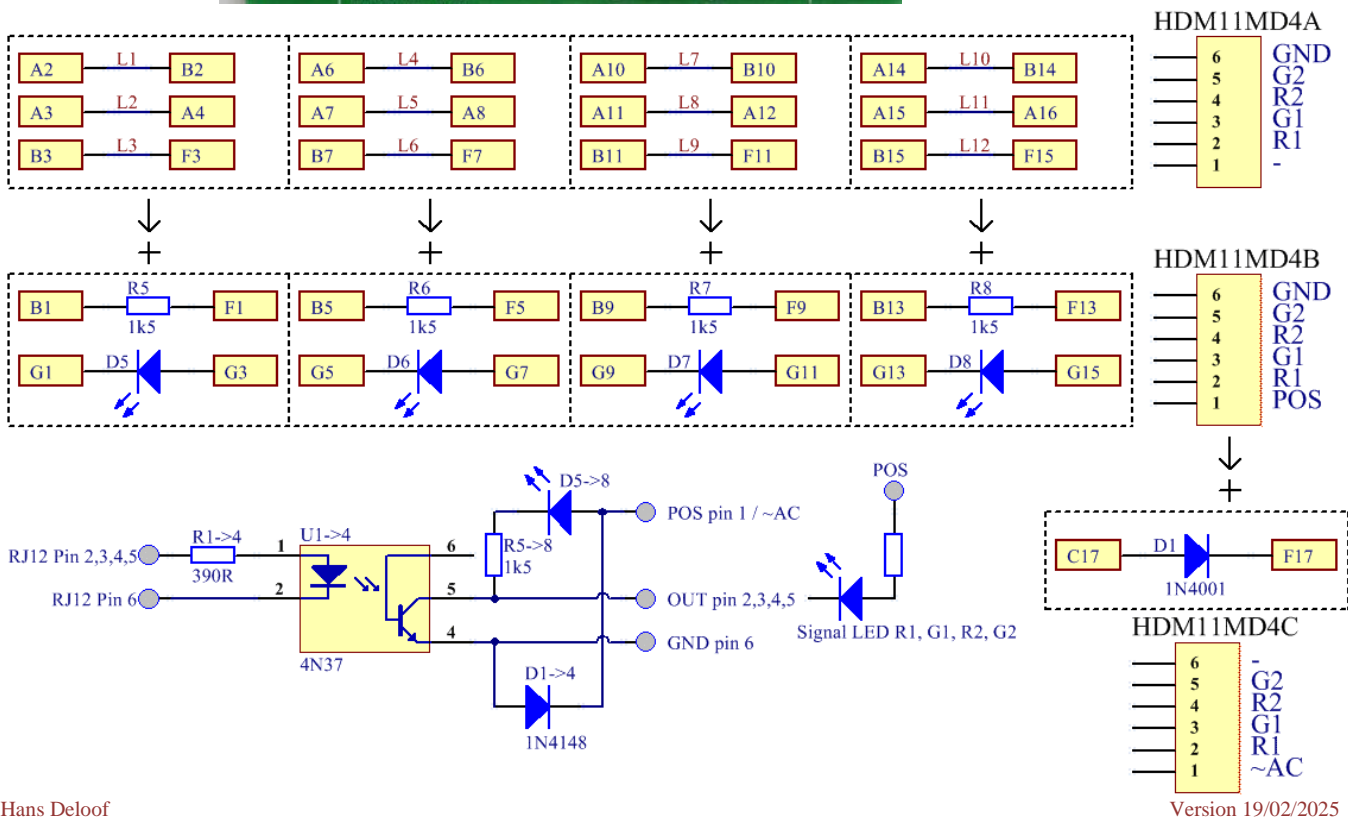 HDM11MD4A
A2 L1 B2 A6 L4 B6 A10 L7 B10 A14 L10 B14
A3 L2 A4 A7 L5 A8 A11 L8 A12 A15 L11 A16
B3 L3 F3 B7 L6 F7 B11 L9 F11 B15 L12 F15
6 GND
5 G2
4 R2
3 G1
2 R1
1 -
+ + + +
HDM11MD4B
R5 R6 R7 R8
B1 F1 B5 F5 B9 F9 B13 F13
1k5 1k5 1k5 1k5
D5 D6 D7 D8
G1 G3 G5 G7 G9 G11 G13 G15
6 GND
5 G2
4 R2
3 G1
2 R1
1 POS
+
D5->8
POS pin 1 / ~AC
R1->4 U1->4
RJ12 Pin 2,3,4,5 1 6 R5->8
390R 1k5
RJ12 Pin 6 2 5 OUT pin 2,3,4,5
4 GND pin 6
4N37
D1->4
1N4148
POS
Signal LED R1, G1, R2, G2
C17 D1 F17
1N4001
HDM11MD4C
6 -
5 G2
4 R2
3 G1
2 R1
1 ~AC
Hans Deloof
Version 19/02/2025